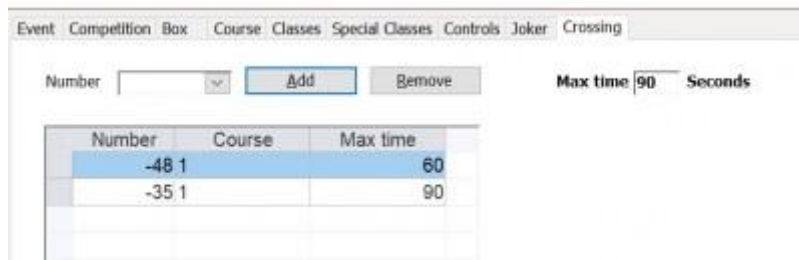 Event Competition Box Course Classes Special Classes Controls Joker Crossing
Number Add Remove Max time 90 Seconds
Number Course Max time
-48 1 60
-35 1 90